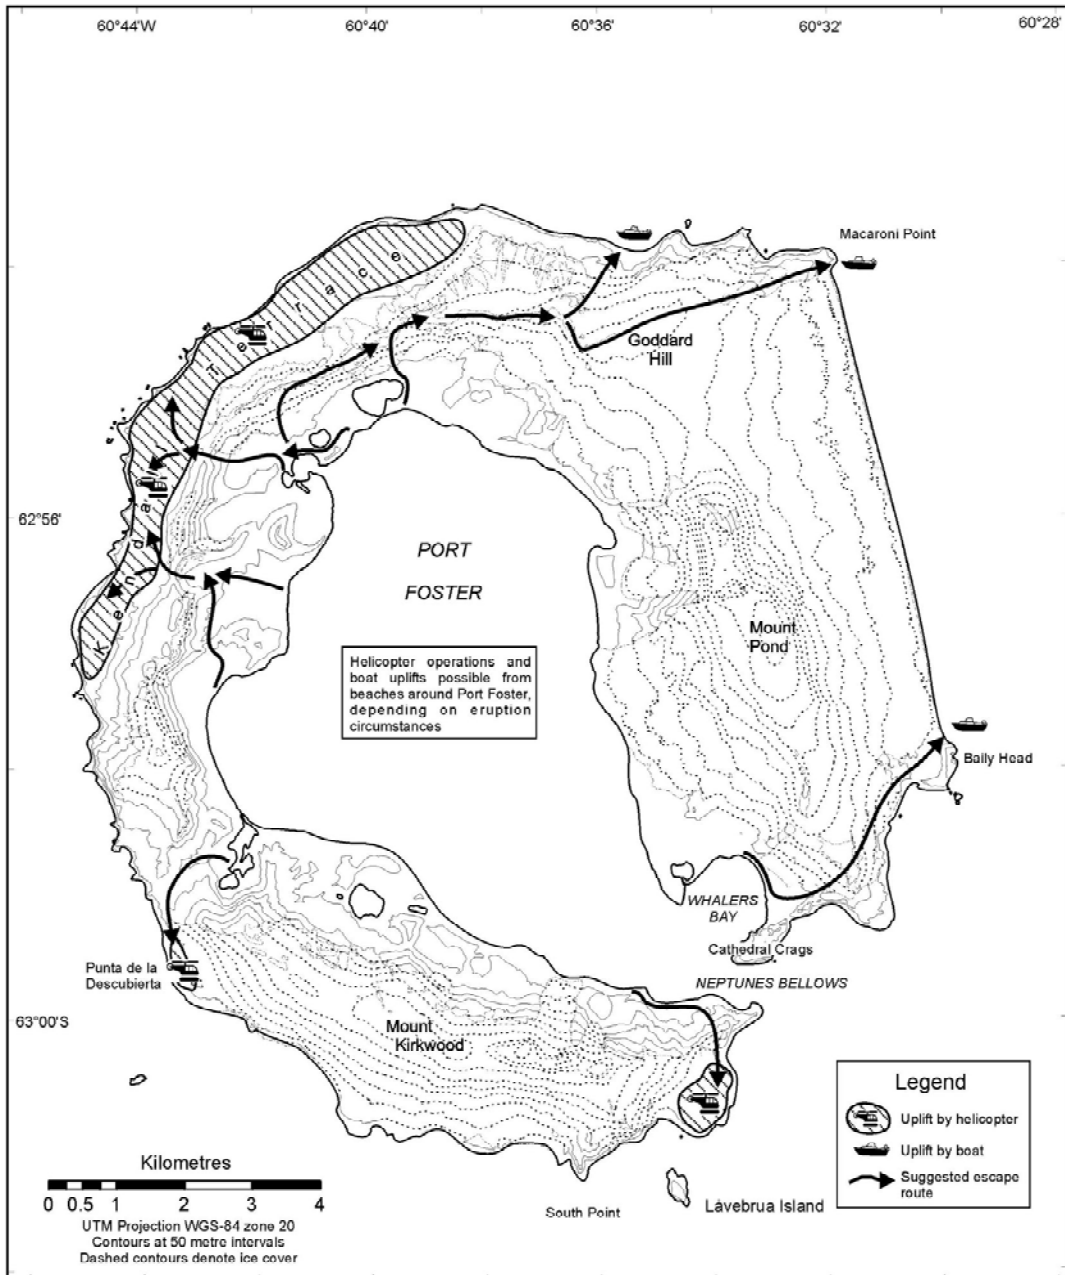 60°44'W
60°40'
60°36'
60°32'
60°28'
Macaroni Point
Kendall Terrace
Goddard
Hill
62°56'
PORT
FOSTER
Mount
Pond
Helicopter operations and
boat uplifts possible from
beaches around Port Foster,
depending on eruption
circumstances
Baily Head
WHALERS
BAY
Cathedral Crags
NEPTUNES BELLOWS
Punta de la
Descubierta
63°00'S
Mount
Kirkwood
Legend
Uplift by helicopter
Uplift by boat
Suggested escape
route
Kilometres
0 0.5 1 2 3 4
UTM Projection WGS-84 zone 20
Contours at 50 metre intervals
Dashed contours denote ice cover
South Point
Lavebrua Island